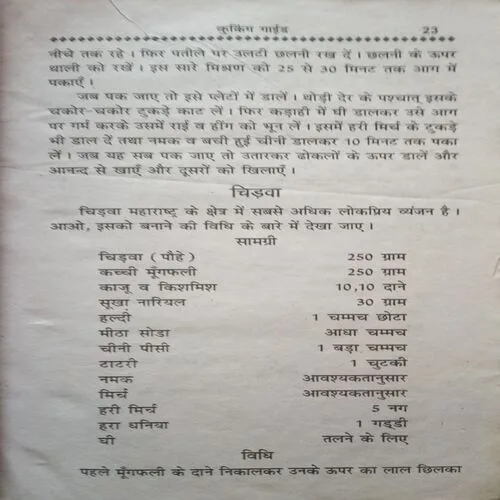 कुकिंग गाईड 23
नीचे तक रहे । फिर पतीले पर उलटी छलनी रख दें । छलनी के ऊपर
थाली को रखें । इस सारे मिश्रण को 25 से 30 मिनट तक आग में
पकाएँ ।
जब पक जाए तो इसे प्लेटों में डालें । थोड़ी देर के पश्चात् इसके
चकोर-चकोर टुकड़े काट लें । फिर कड़ाही में घी डालकर उसे आग
पर गर्म करके उसमें राई व हींग को भून लें । इसमें हरी मिर्च के टुकड़े
भी डाल दें तथा नमक व बची हुई चीनी डालकर 10 मिनट तक पका
लें । जब यह सब पक जाए तो उतारकर ढोकलों के ऊपर डालें और
आनन्द से खाएँ और दूसरों को खिलाएँ ।
चिड़वा
चिड़वा महाराष्ट्र के क्षेत्र में सबसे अधिक लोकप्रिय व्यंजन है ।
आओ, इसको बनाने की विधि के बारे में देखा जाए ।
सामग्री
चिड़वा (पौहे) 250 ग्राम
कच्ची मूँगफली 250 ग्राम
काजू व किशमिश 10,10 दाने
सूखा नारियल 30 ग्राम
हल्दी 1 चम्मच छोटा
मीठा सोडा आधा चम्मच
चीनी पीसी 1 बड़ा चम्मच
टाटरी 1 चुटकी
नमक आवश्यकतानुसार
मिर्च आवश्यकतानुसार
हरी मिर्च 5 नग
हरा धनिया 1 गड्डी
घी तलने के लिए
विधि
पहले मूँगफली के दाने निकालकर उनके ऊपर का लाल छिलका